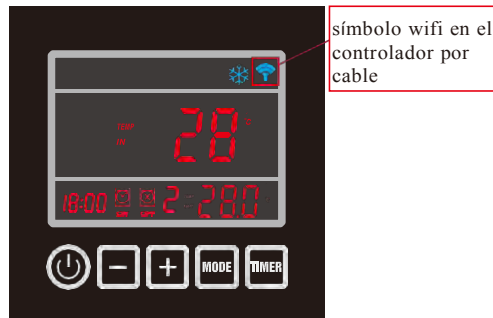 símbolo wifi en el
controlador por
cable
28
18:00
2
280
MODE
TIMER